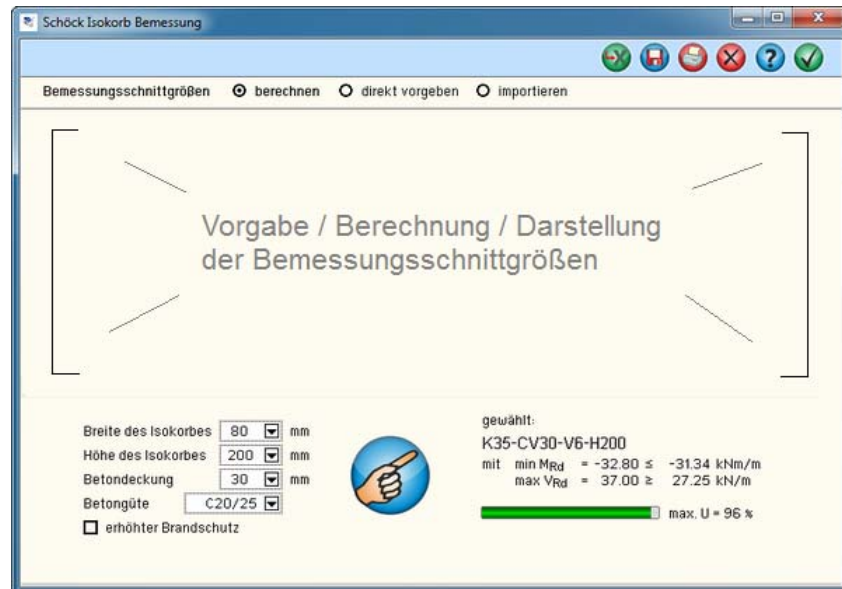 Schöck Isokorb Bemessung
Bemessungsschnittgrößen berechnen direkt vorgeben importieren
Vorgabe / Berechnung / Darstellung
der Bemessungsschnittgrößen
Breite des Isokorbes 80 mm
Höhe des Isokorbes 200 mm
Betondeckung 30 mm
Betongüte C20/25
erhöhter Brandschutz
gewählt:
K35-CV30-V6-H200
mit min MRd = -32.80 ≤ -31.34 kNm/m
max VRd = 37.00 ≥ 27.25 kN/m
max. U = 96 %